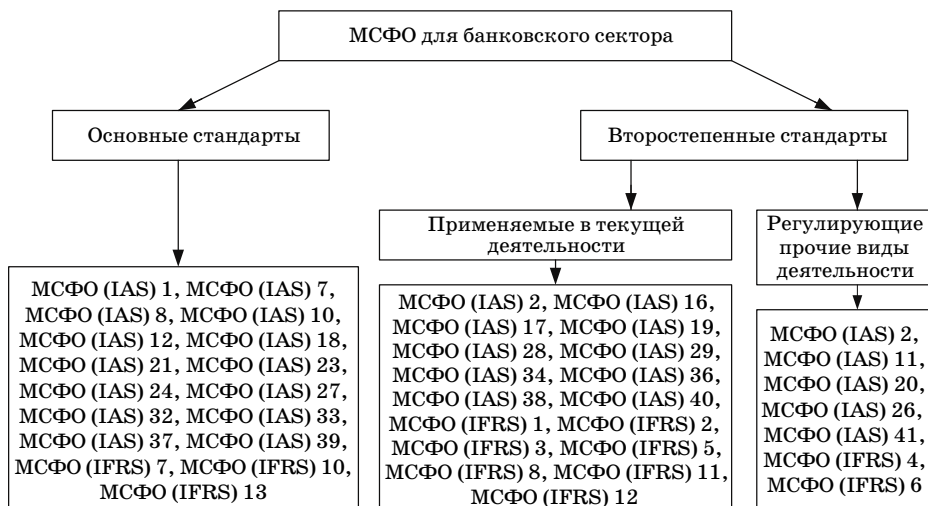 МСФО для банковского сектора
Основные стандарты
Второстепенные стандарты
Применяемые в текущей
деятельности
Регулирующие
прочие виды
деятельности
МСФО (IAS) 1, МСФО (IAS) 7,
МСФО (IAS) 8, МСФО (IAS) 10,
МСФО (IAS) 12, МСФО (IAS) 18,
МСФО (IAS) 21, МСФО (IAS) 23,
МСФО (IAS) 24, МСФО (IAS) 27,
МСФО (IAS) 32, МСФО (IAS) 33,
МСФО (IAS) 37, МСФО (IAS) 39,
МСФО (IFRS) 7, МСФО (IFRS) 10,
МСФО (IFRS) 13
МСФО (IAS) 2, МСФО (IAS) 16,
МСФО (IAS) 17, МСФО (IAS) 19,
МСФО (IAS) 28, МСФО (IAS) 29,
МСФО (IAS) 34, МСФО (IAS) 36,
МСФО (IAS) 38, МСФО (IAS) 40,
МСФО (IFRS) 1, МСФО (IFRS) 2,
МСФО (IFRS) 3, МСФО (IFRS) 5,
МСФО (IFRS) 8, МСФО (IFRS) 11,
МСФО (IFRS) 12
МСФО (IAS) 2,
МСФО (IAS) 11,
МСФО (IAS) 20,
МСФО (IAS) 26,
МСФО (IAS) 41,
МСФО (IFRS) 4,
МСФО (IFRS) 6